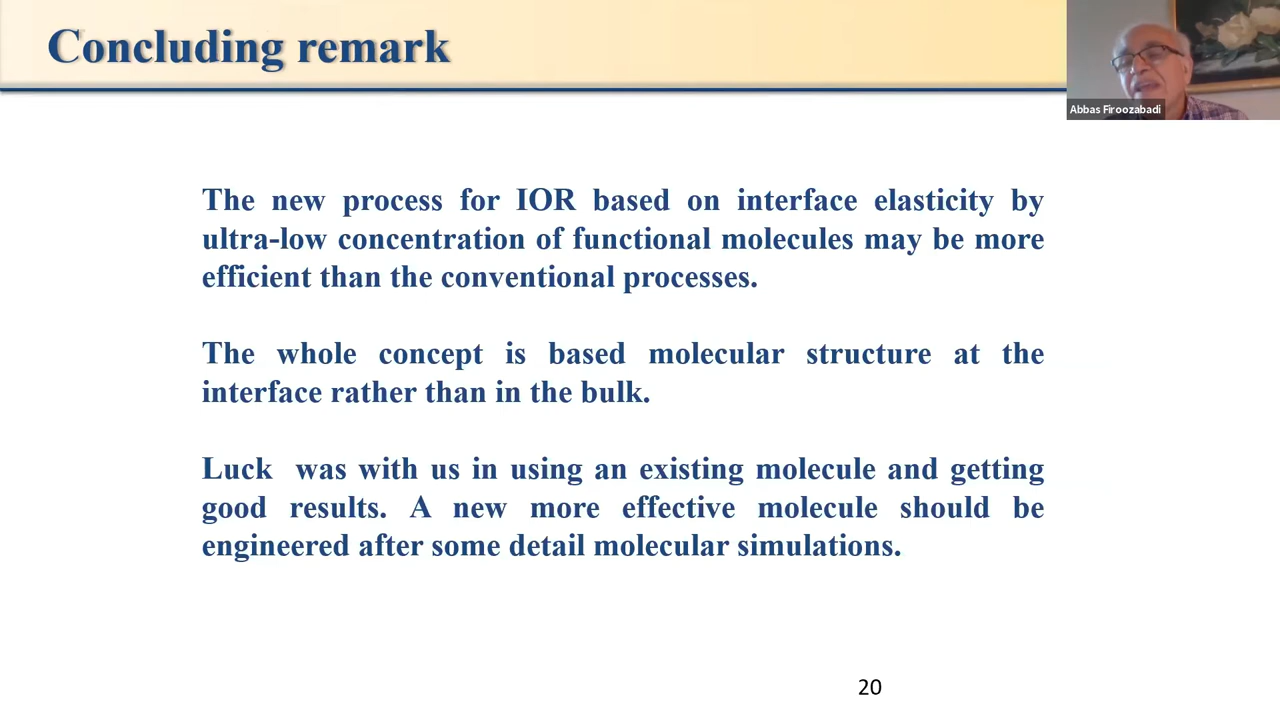 Concluding remark
Abbas Firoozabadi
The new process for IOR based on interface elasticity by
ultra-low concentration of functional molecules may be more
efficient than the conventional processes.
The whole concept is based molecular structure at the
interface rather than in the bulk.
Luck was with us in using an existing molecule and getting
good results. A new more effective molecule should be
engineered after some detail molecular simulations.
20